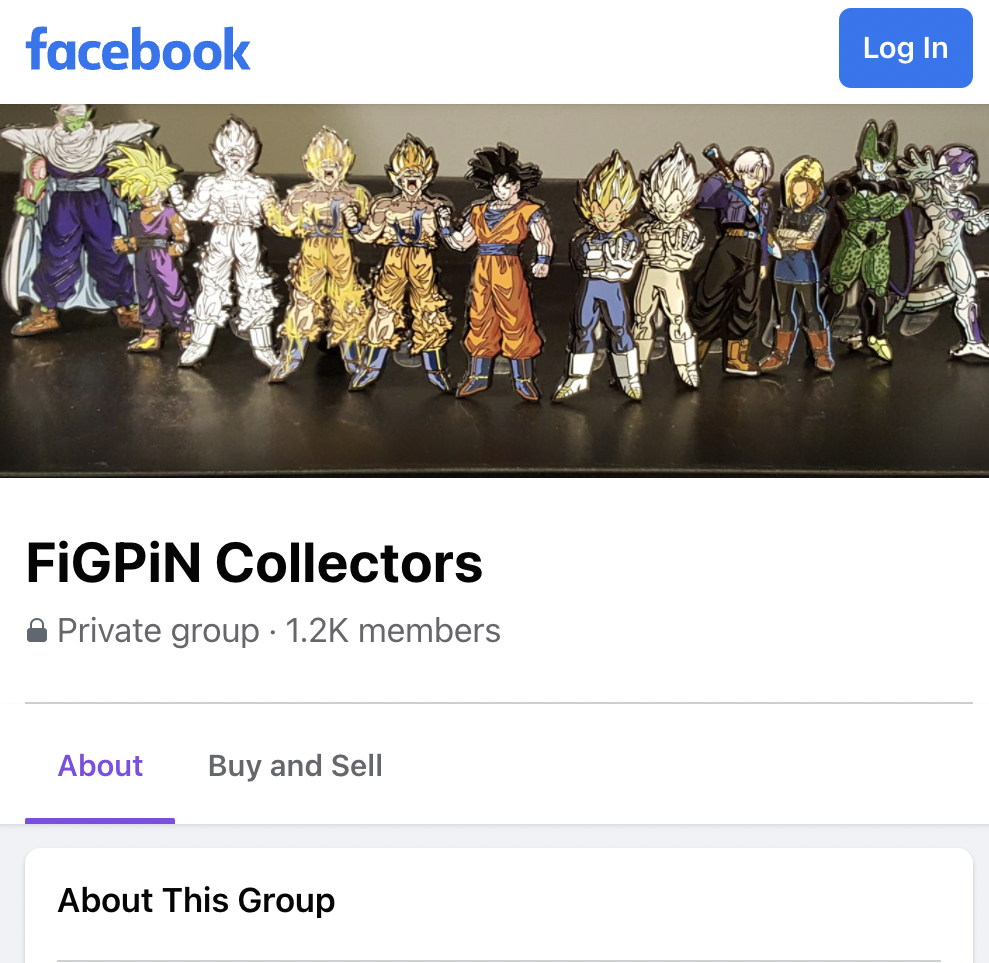 facebook
Log In
FiGPiN Collectors
Private group · 1.2K members
About
Buy and Sell
About This Group